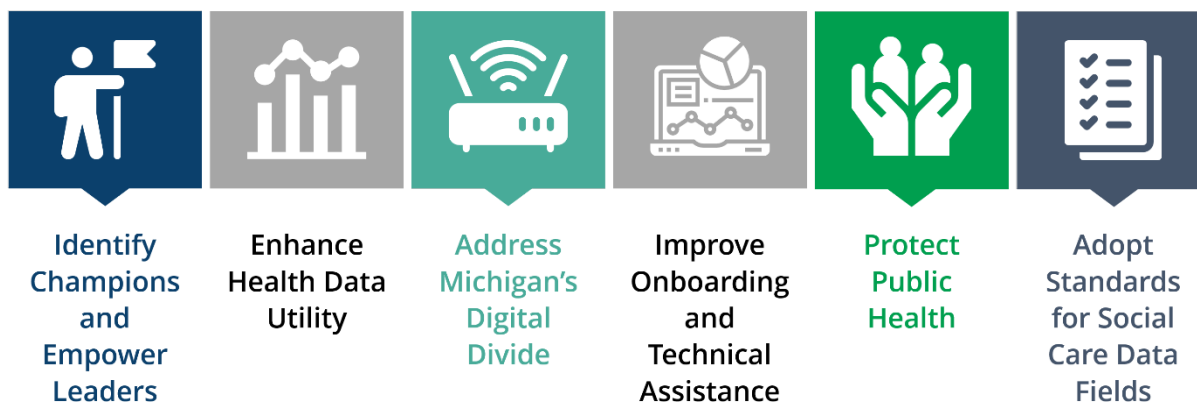 Identify
Champions
and
Empower
Leaders
Enhance
Health Data
Utility
Address
Michigan’s
Digital
Divide
Improve
Onboarding
and
Technical
Assistance
Protect
Public
Health
Adopt
Standards
for Social
Care Data
Fields